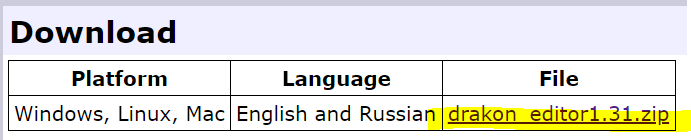 Download
Platform Language File
Windows, Linux, Mac English and Russian drakon_editor1.31.zip